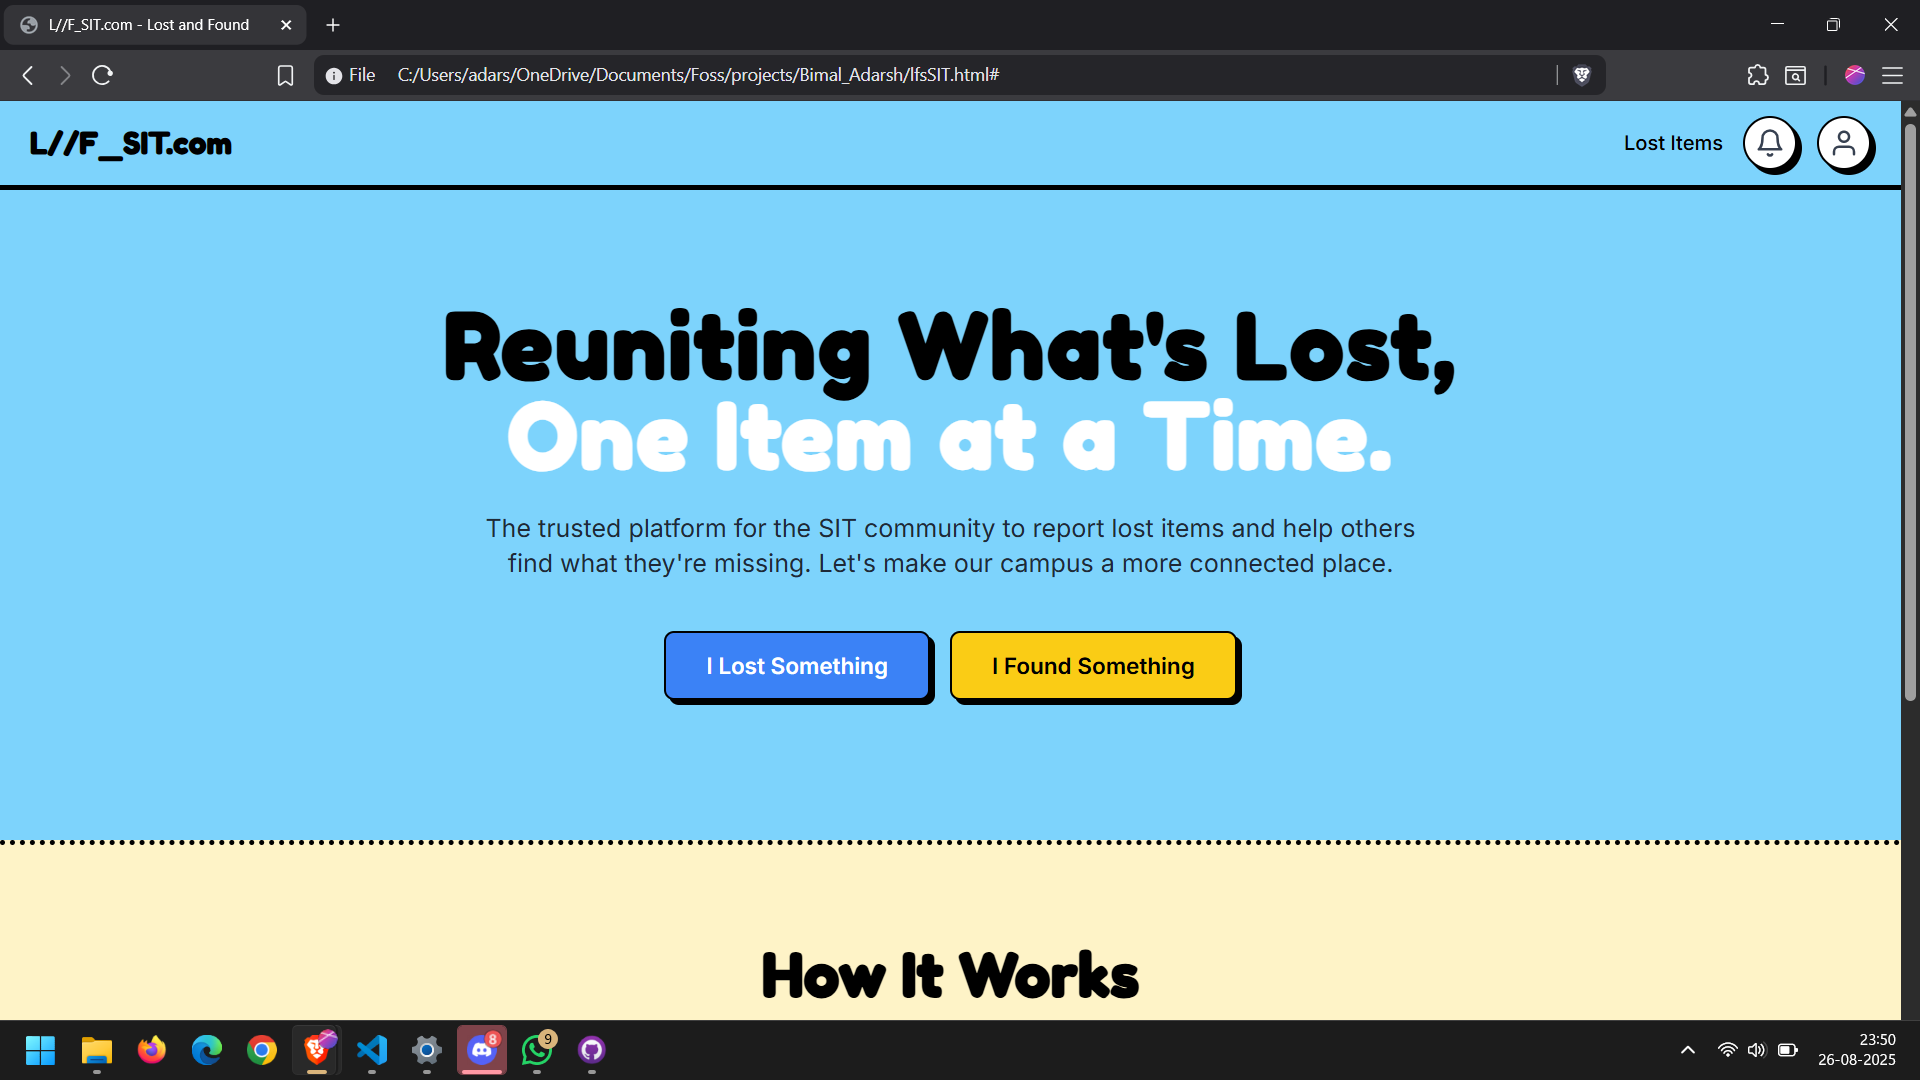 L//F_SIT.com - Lost and Found
File C:/Users/adars/OneDrive/Documents/Foss/projects/Bimal_Adarsh/lfsSIT.html#
L//F_SIT.com
Lost Items
Reuniting What's Lost,
One Item at a Time.
The trusted platform for the SIT community to report lost items and help others
find what they're missing. Let's make our campus a more connected place.
I Lost Something
I Found Something
How It Works
8
9
23:50
26-08-2025